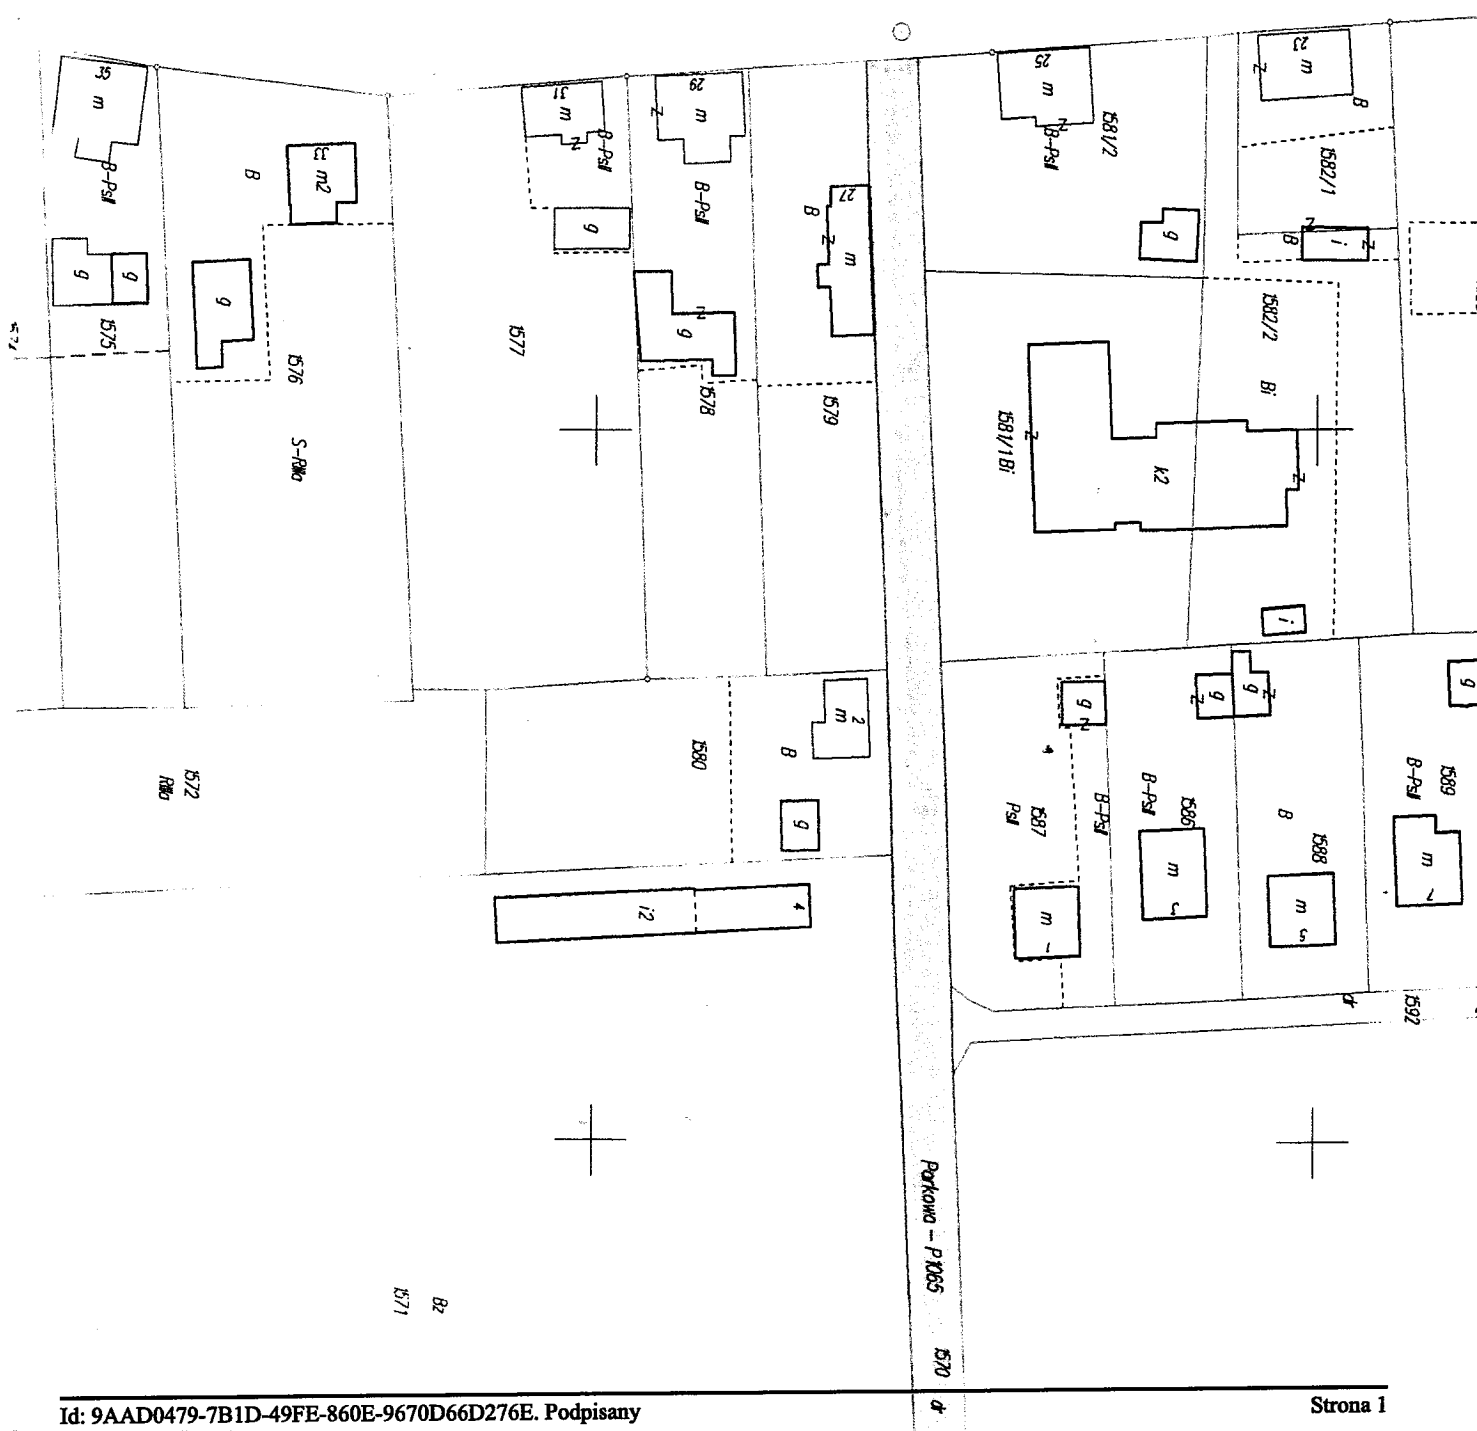 35
m
B-PsII
g
g
1575
33
m2
B
g
1576
S-RIIIa
31
m
Z
B-PsII
g
1577
29
m
Z
B-PsII
Z
g
1578
27
m
Z
B
1579
25
m
Z
B-PsII
1581/2
g
23
m
Z
B
1582/1
Z
i
Z
B
1582/2
Bi
1581/1 Bi
Z
k2
Z
i
1572
RIIIa
1580
2
m
B
g
4
i2
g
Z
4
B-PsII
1587
PsII
m
1
g
Z
g
Z
B-PsII
1586
m
3
B
1588
m
5
g
1589
B-PsII
m
7
dr
1592
Parkowa - P1065
1570
dr
Bz
1571
Id: 9AAD0479-7B1D-49FE-860E-9670D66D276E. Podpisany
Strona 1